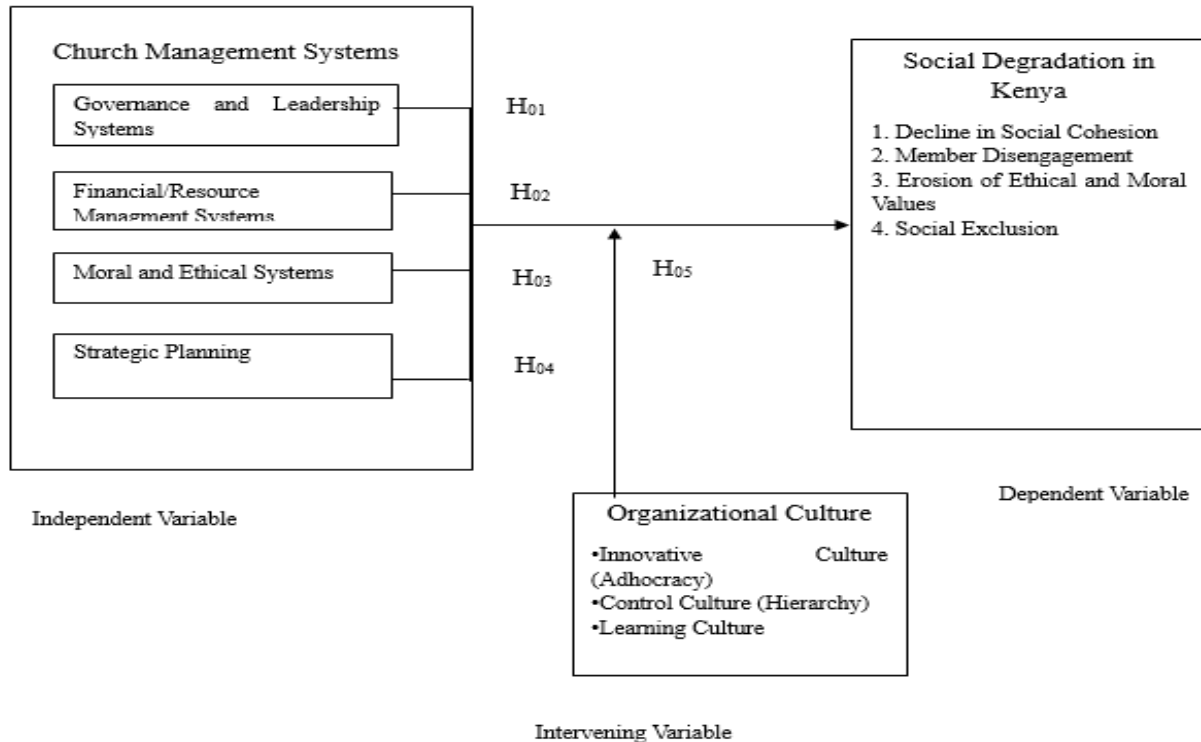 Church Management Systems
Governance and Leadership
Systems
Financial/Resource
Managment Systems
Moral and Ethical Systems
Strategic Planning
H01
H02
H03
H04
H05
Social Degradation in
Kenya
1. Decline in Social Cohesion
2. Member Disengagement
3. Erosion of Ethical and Moral
Values
4. Social Exclusion
Independent Variable
Dependent Variable
Organizational Culture
•Innovative Culture
(Adhocracy)
•Control Culture (Hierarchy)
•Learning Culture
Intervening Variable